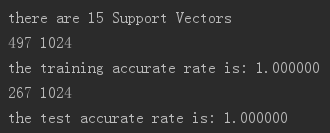 there are 15 Support Vectors
497 1024
the training accurate rate is: 1.000000
267 1024
the test accurate rate is: 1.000000